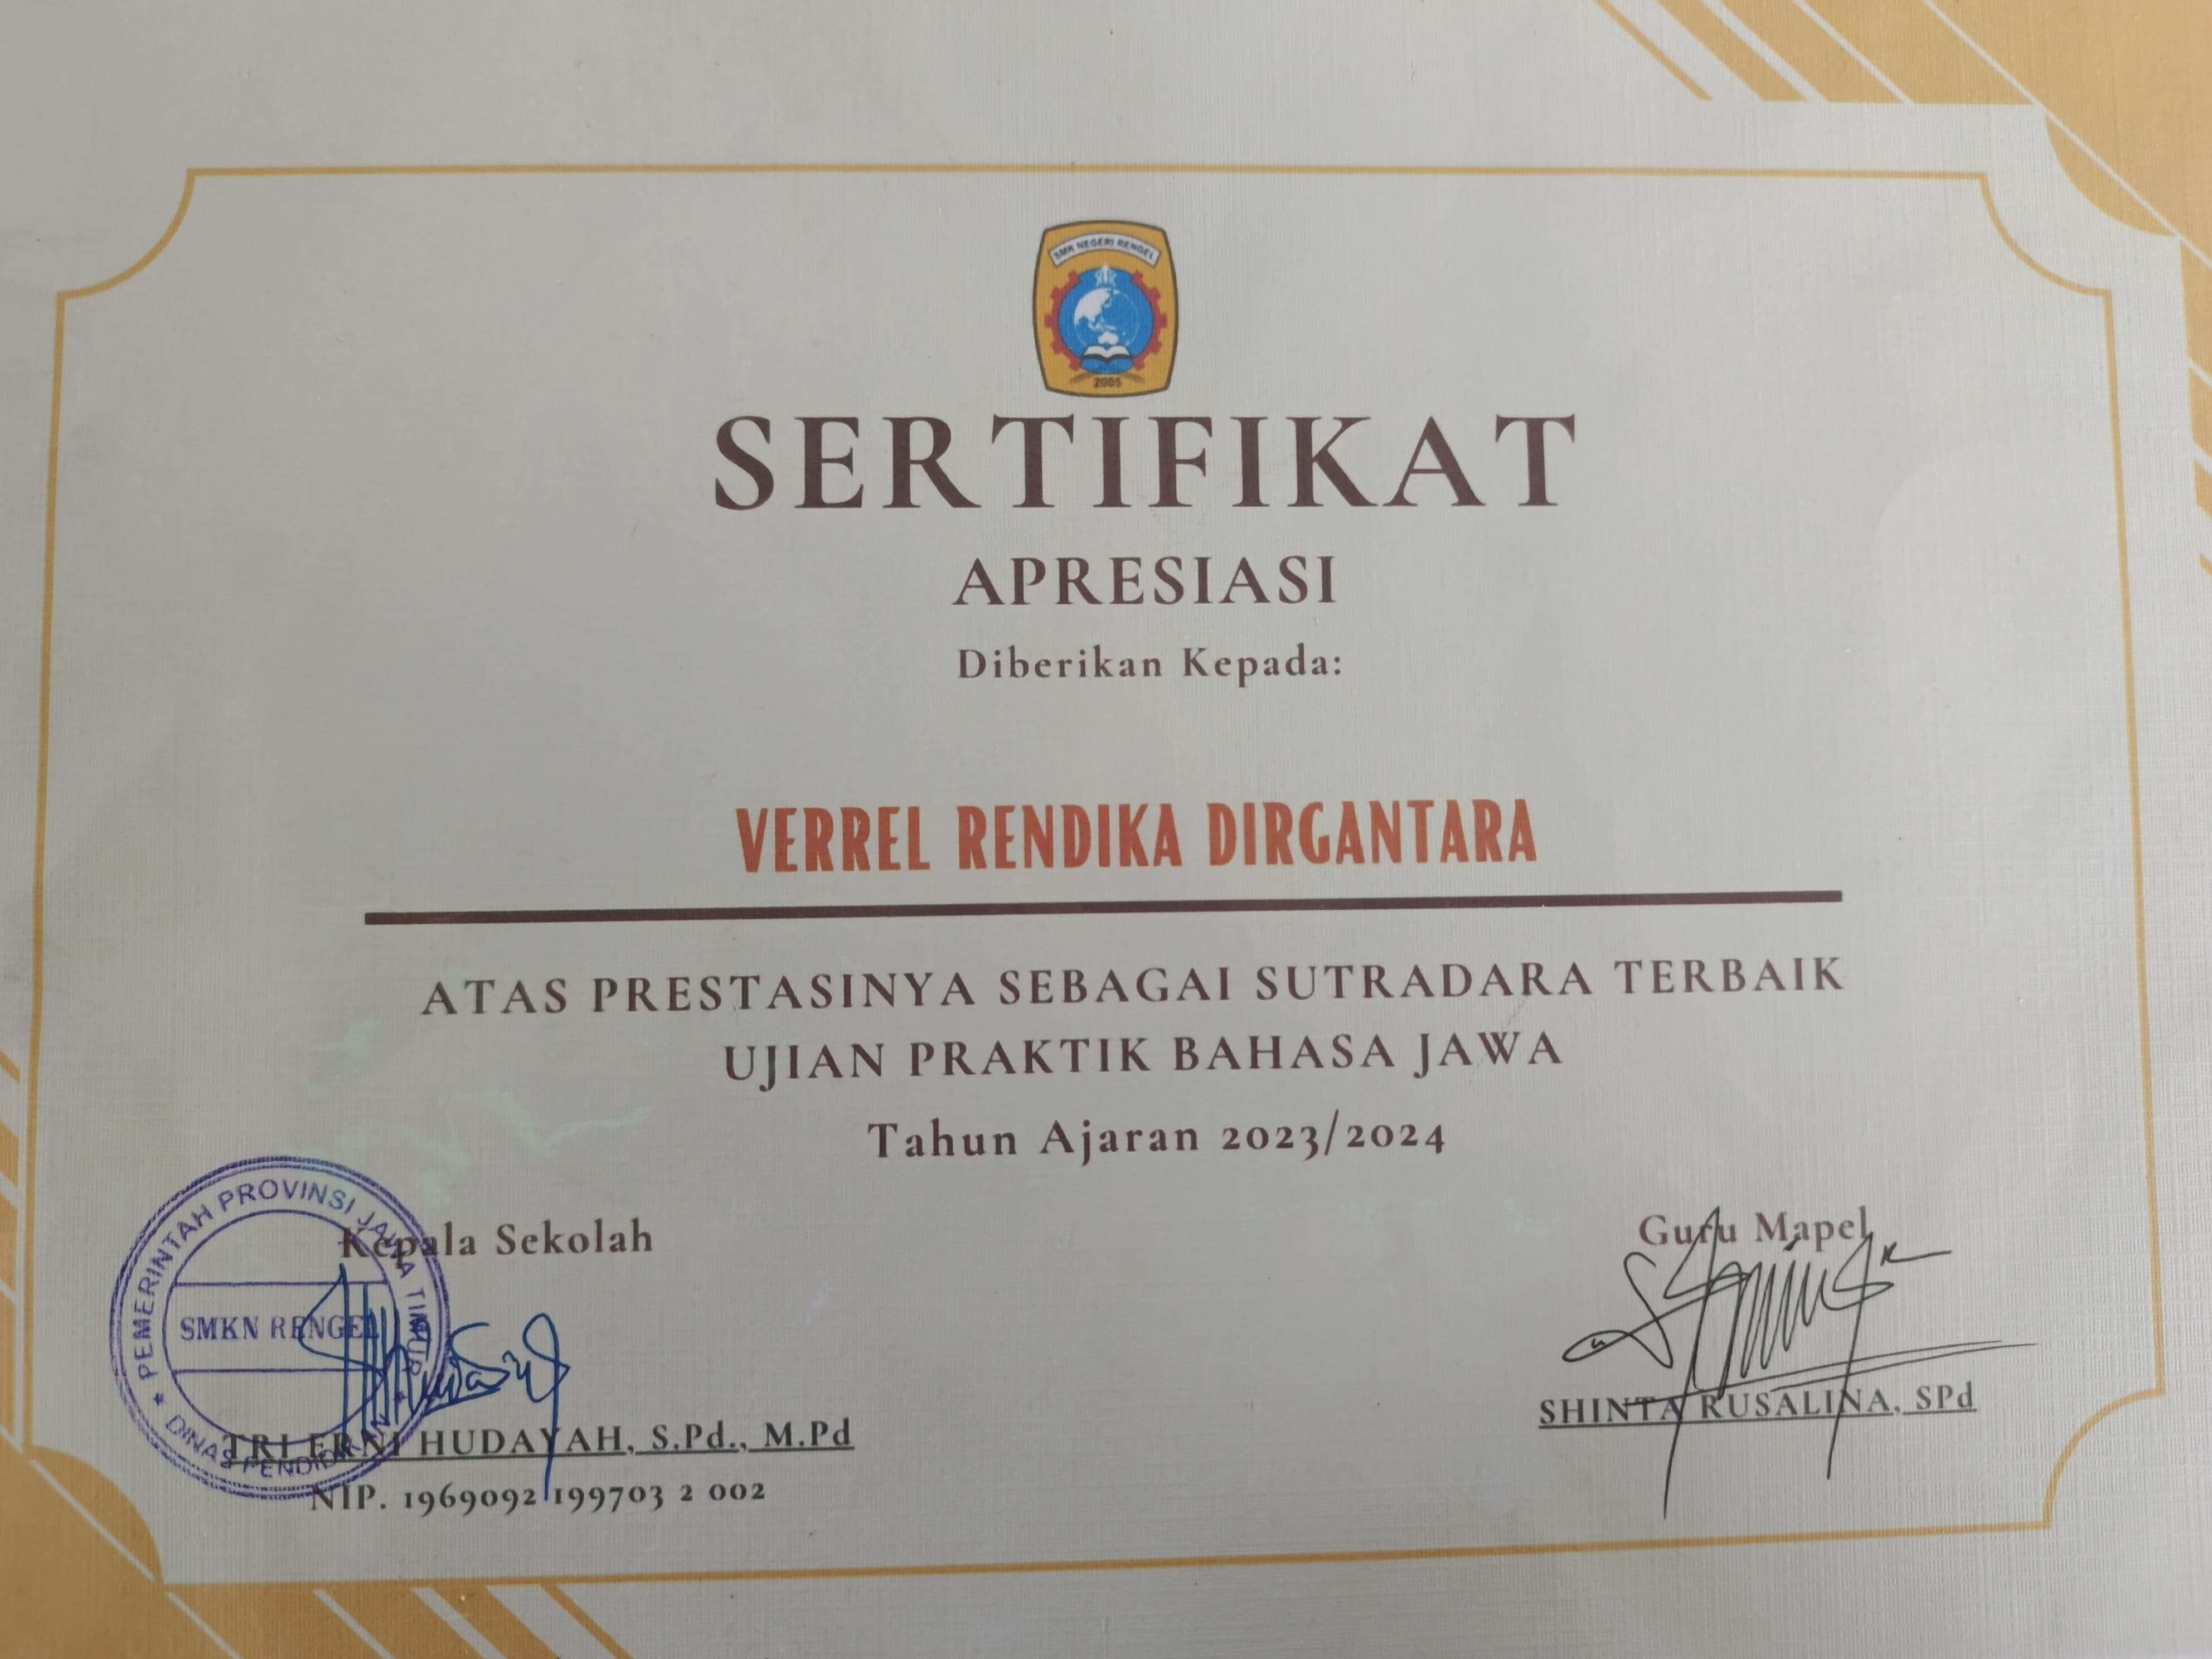 SMK NEGERI RENGEL
2005
SERTIFIKAT
APRESIASI
Diberikan Kepada:
VERREL RENDIKA DIRGANTARA
ATAS PRESTASINYA SEBAGAI SUTRADARA TERBAIK
UJIAN PRAKTIK BAHASA JAWA
Tahun Ajaran 2023/2024
Kepala Sekolah
PEMERINTAH PROVINSI JAWA TIMUR
SMKN RENGEL
DINAS PENDIDIKAN
TRI ERNI HUDAYAH, S.Pd., M.Pd
NIP. 1969092 199703 2 002
Guru Mapel
SHINTA RUSALINA, SPd